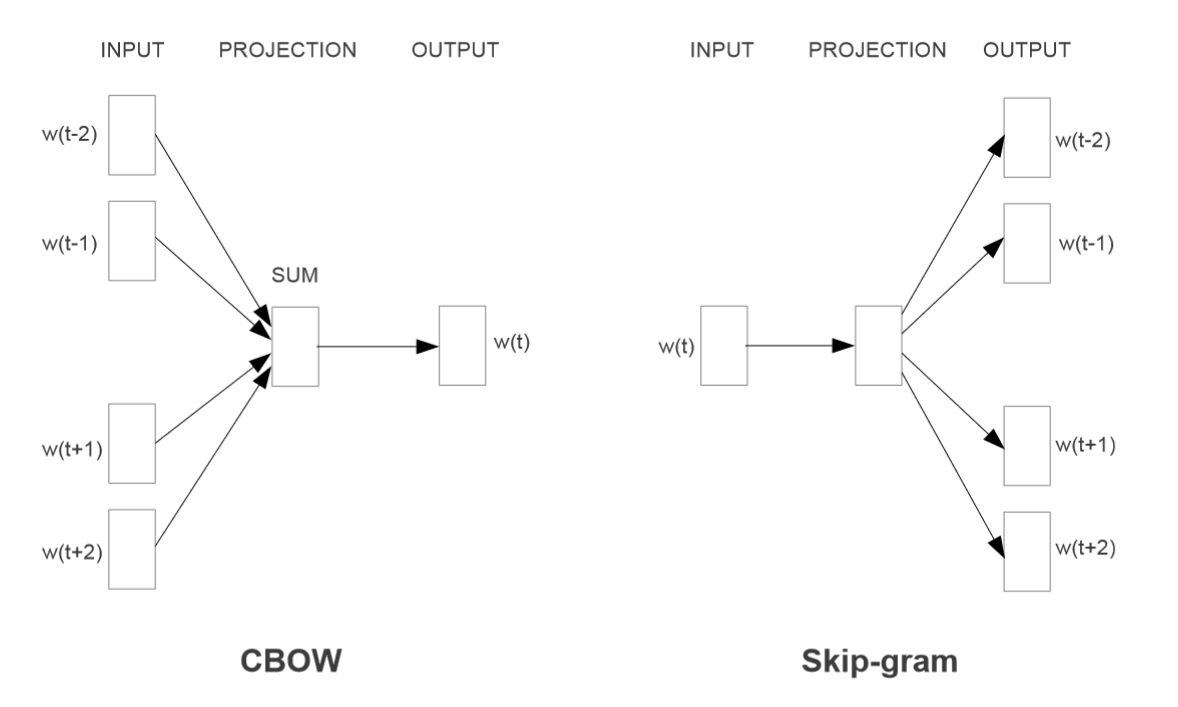 INPUT PROJECTION OUTPUT
w(t-2)
w(t-1)
SUM
w(t)
w(t+1)
w(t+2)
CBOW
INPUT PROJECTION OUTPUT
w(t-2)
w(t-1)
w(t)
w(t+1)
w(t+2)
Skip-gram